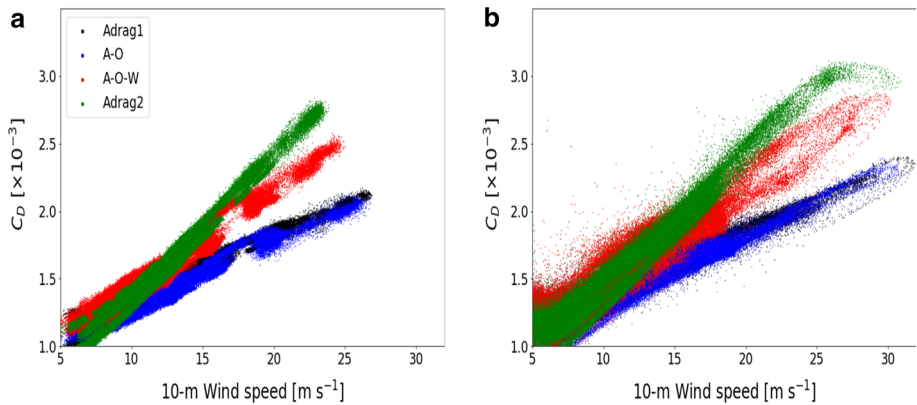 a
Adrag1
A-O
A-O-W
Adrag2
3.0
2.5
2.0
1.5
1.0
C_D [×10⁻³]
5 10 15 20 25 30
10-m Wind speed [m s⁻¹]
b
3.0
2.5
2.0
1.5
1.0
C_D [×10⁻³]
5 10 15 20 25 30
10-m Wind speed [m s⁻¹]